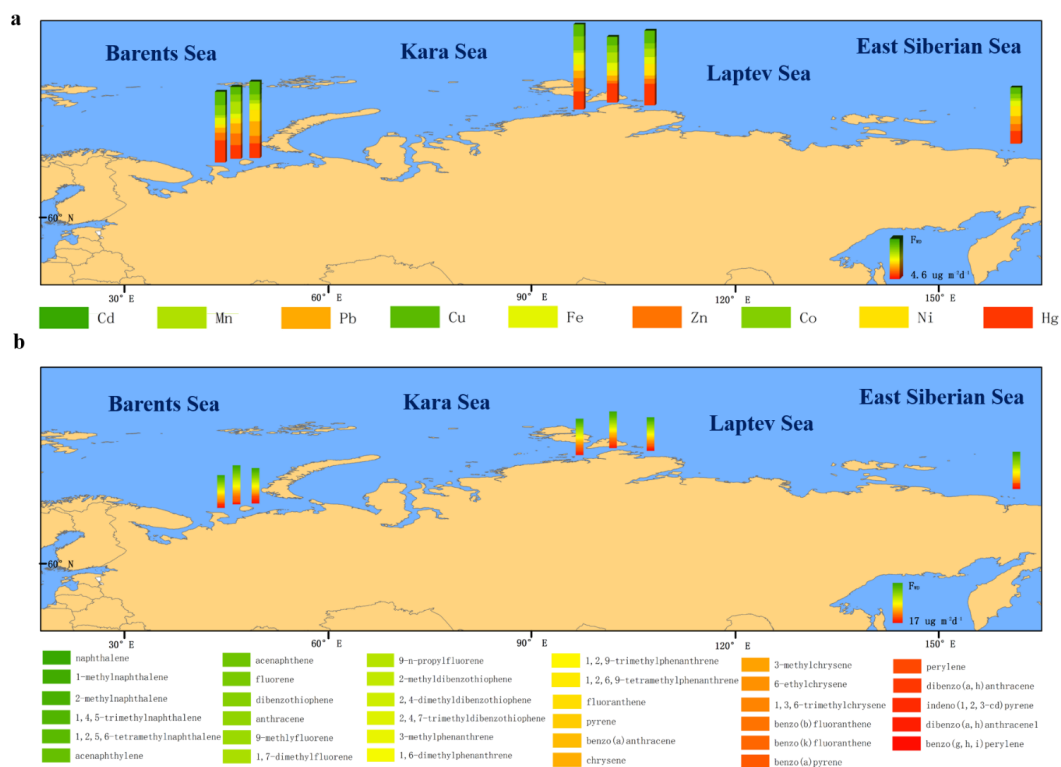 a
Barents Sea
Kara Sea
East Siberian Sea
Laptev Sea
60° N
Fm
4.6 ug m⁻²d⁻¹
30° E
60° E
90° E
120° E
150° E
Cd
Mn
Pb
Cu
Fe
Zn
Co
Ni
Hg
b
Barents Sea
Kara Sea
East Siberian Sea
Laptev Sea
60° N
Fm
17 ug m⁻²d⁻¹
30° E
60° E
90° E
120° E
150° E
naphthalene
1-methylnaphthalene
2-methylnaphthalene
1,4,5-trimethylnaphthalene
1,2,5,6-tetramethylnaphthalene
acenaphthylene
acenaphthene
fluorene
dibenzothiophene
anthracene
9-methlyfluorene
1,7-dimethylfluorene
9-n-propylfluorene
2-methyldibenzothiophene
2,4-dimethyldibenzothiophene
2,4,7-trimethyldibenzothiophene
3-methylphenanthrene
1,6-dimethylphenanthrene
1,2,9-trimethylphenanthrene
1,2,6,9-tetramethylphenanthrene
fluoranthene
pyrene
benzo(a)anthracene
chrysene
3-methylchrysene
6-ethylchrysene
1,3,6-trimethylchrysene
benzo(b)fluoranthene
benzo(k)fluoranthene
benzo(a)pyrene
perylene
dibenzo(a,h)anthracene
indeno(1,2,3-cd)pyrene
dibenzo(a,h)anthracene1
benzo(g,h,i)perylene